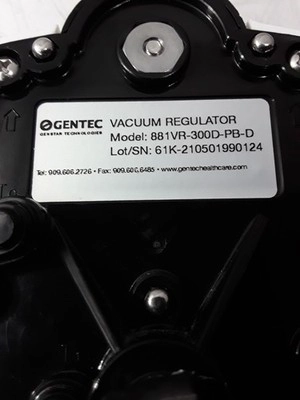 GENTEC
GENSTAR TECHNOLOGIES
VACUUM REGULATOR
Model: 881VR-300D-PB-D
Lot/SN: 61K-210501990124
Tel: 909.606.2726 • Fax: 909.606.6485 • www.gentechealthcare.com